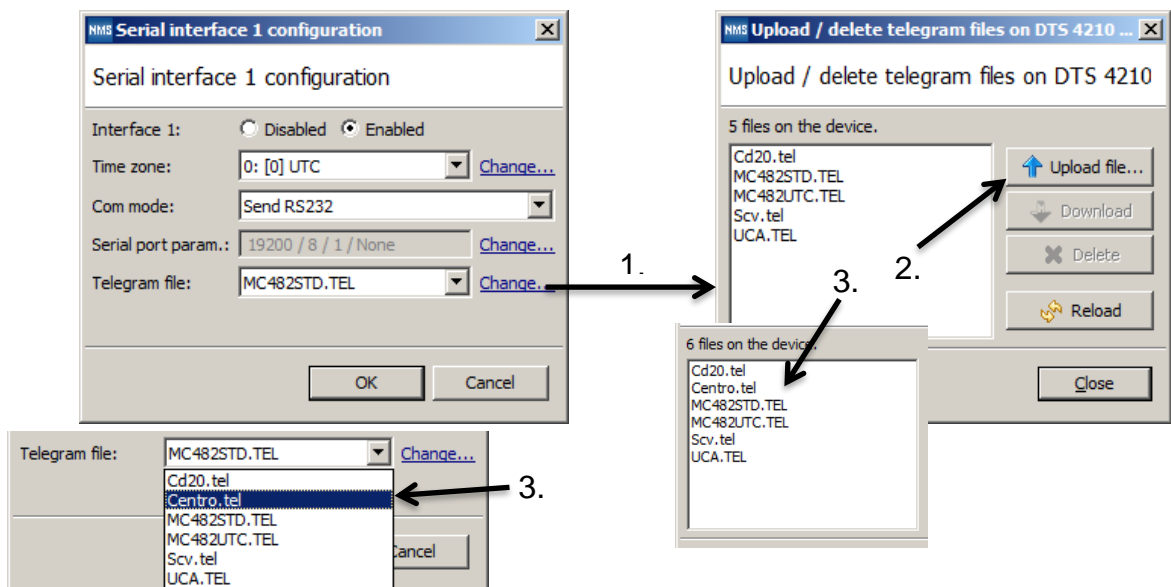 NMS Serial interface 1 configuration
Serial interface 1 configuration
Interface 1: Disabled Enabled
Time zone: 0: [0] UTC Change...
Com mode: Send RS232
Serial port param.: 19200 / 8 / 1 / None Change...
Telegram file: MC482STD.TEL Change...
OK Cancel
1.
NMS Upload / delete telegram files on DTS 4210 ...
Upload / delete telegram files on DTS 4210
5 files on the device.
Cd20.tel
MC482STD.TEL
MC482UTC.TEL
Scv.tel
UCA.TEL
Upload file...
Download
Delete
Reload
Close
2.
3.
6 files on the device.
Cd20.tel
Centro.tel
MC482STD.TEL
MC482UTC.TEL
Scv.tel
UCA.TEL
Telegram file: MC482STD.TEL Change...
Cd20.tel
Centro.tel
MC482STD.TEL
MC482UTC.TEL
Scv.tel
UCA.TEL
Cancel
3.